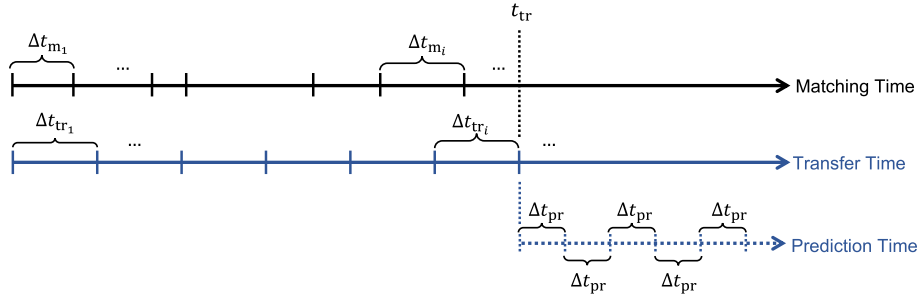 t_tr
Δt_m₁ ... Δt_mᵢ ...
Matching Time
Δt_tr₁ ... Δt_trᵢ ...
Transfer Time
Δt_pr Δt_pr Δt_pr
Prediction Time
Δt_pr Δt_pr